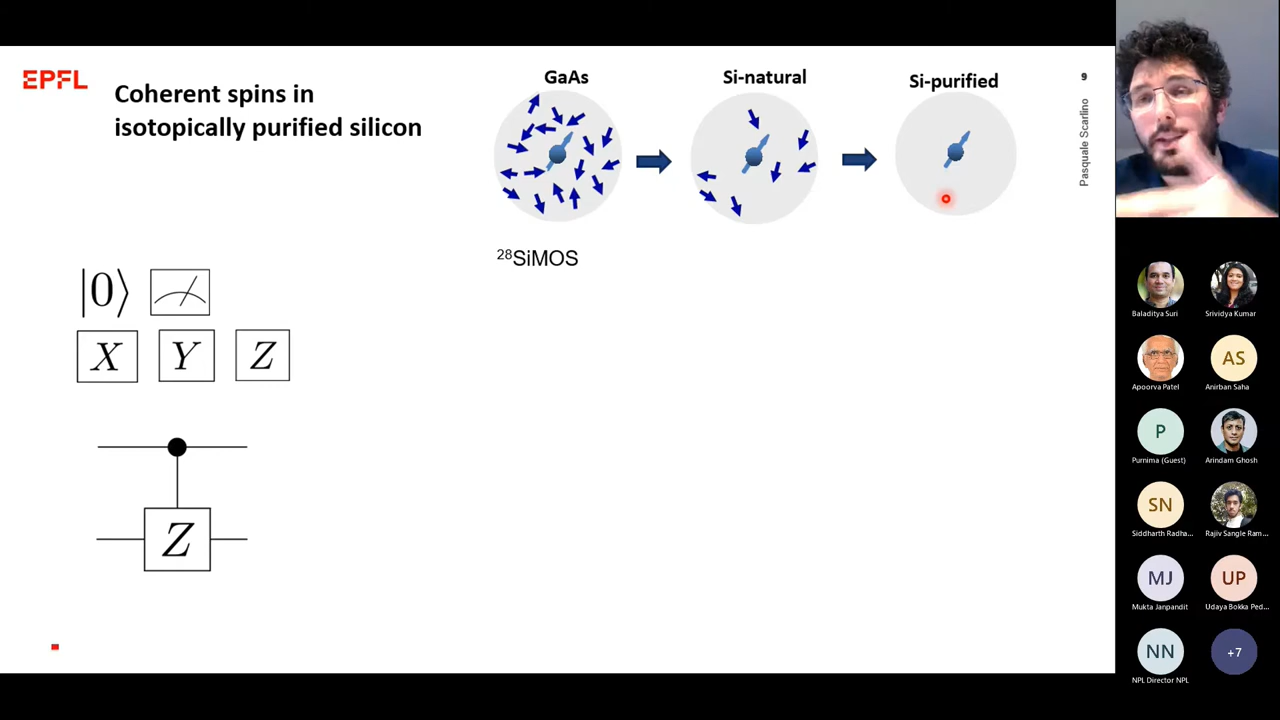 EPFL
Coherent spins in
isotopically purified silicon
GaAs
Si-natural
Si-purified
9
Pasquale Scarlino
²⁸SiMOS
|0⟩
X Y Z
Z
Baladitya Suri
Srividya Kumar
Apoorva Patel
AS
Anirban Saha
P
Purnima (Guest)
Arindam Ghosh
SN
Siddharth Radha...
Rajiv Sangle Ram...
MJ
Mukta Janpandit
UP
Udaya Bokka Ped...
NN
NPL Director NPL
+7